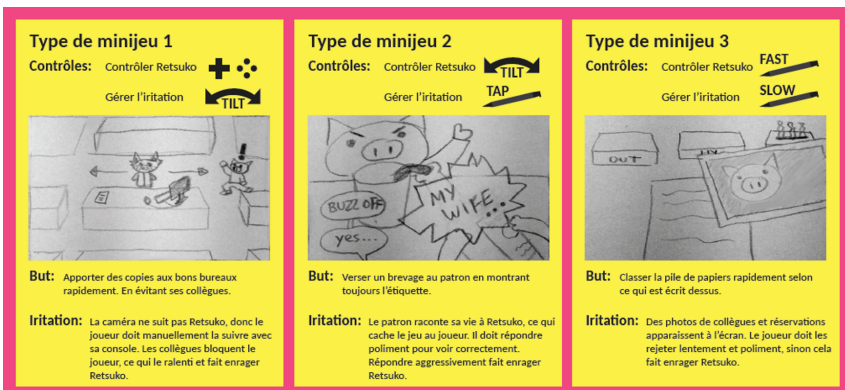 Type de minijeu 1
Contrôles: Contrôler Retsuko
Gérer l'iritation TILT
!
But: Apporter des copies aux bons bureaux
rapidement. En évitant ses collègues.
Iritation: La caméra ne suit pas Retsuko, donc le
joueur doit manuellement la suivre avec
sa console. Les collègues bloquent le
joueur, ce qui le ralenti et fait enrager
Retsuko.
Type de minijeu 2
Contrôles: Contrôler Retsuko TILT
Gérer l'iritation TAP
BUZZ OFF
yes...
MY
WIFE...
But: Verser un brevage au patron en montrant
toujours l'étiquette.
Iritation: Le patron raconte sa vie à Retsuko, ce qui
cache le jeu au joueur. Il doit répondre
poliment pour voir correctement.
Répondre aggressivement fait enrager
Retsuko.
Type de minijeu 3
Contrôles: Contrôler Retsuko FAST
Gérer l'iritation SLOW
OUT
But: Classer la pile de papiers rapidement selon
ce qui est écrit dessus.
Iritation: Des photos de collègues et réservations
apparaissent à l'écran. Le joueur doit les
rejeter lentement et poliment, sinon cela
fait enrager Retsuko.